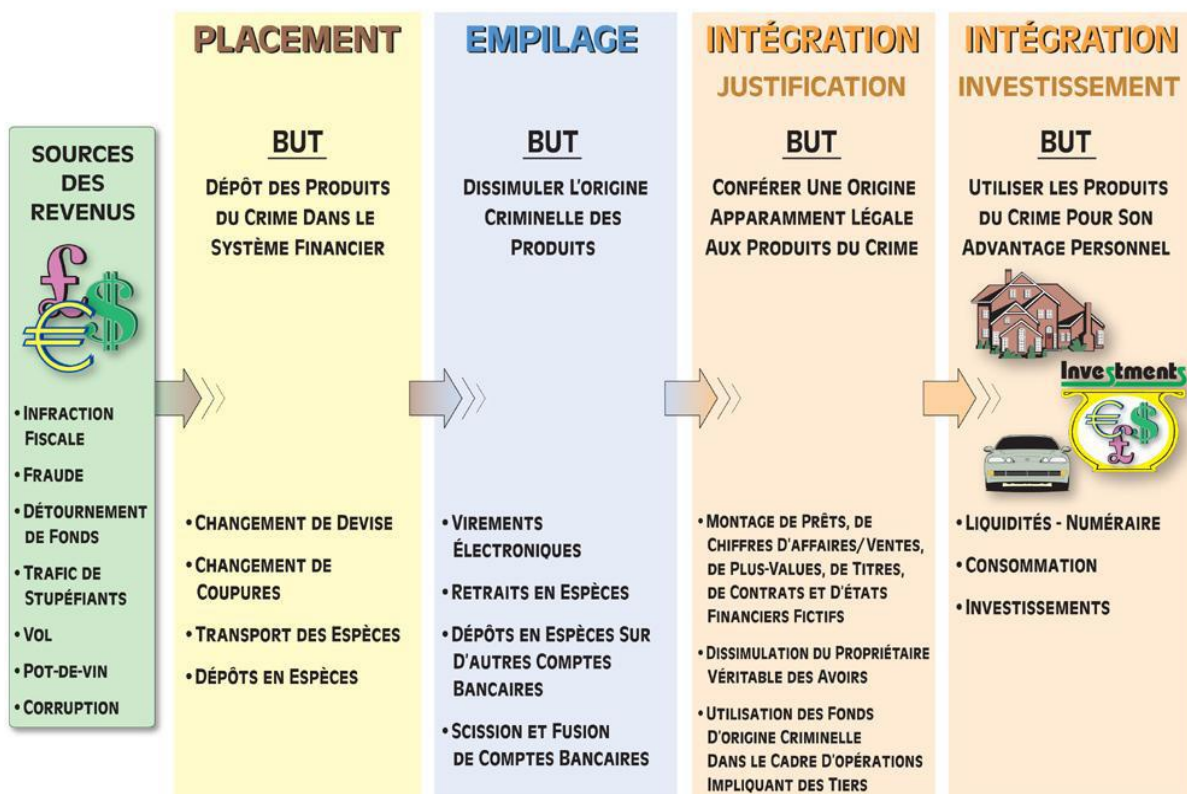 SOURCES
DES
REVENUS
• INFRACTION
FISCALE
• FRAUDE
• DÉTOURNEMENT
DE FONDS
• TRAFIC DE
STUPÉFIANTS
• VOL
• POT-DE-VIN
• CORRUPTION
PLACEMENT
BUT
DÉPÔT DES PRODUITS
DU CRIME DANS LE
SYSTÈME FINANCIER
• CHANGEMENT DE DEVISE
• CHANGEMENT DE
COUPURES
• TRANSPORT DES ESPÈCES
• DÉPÔTS EN ESPÈCES
EMPILAGE
BUT
DISSIMULER L'ORIGINE
CRIMINELLE DES
PRODUITS
• VIREMENTS
ÉLECTRONIQUES
• RETRAITS EN ESPÈCES
• DÉPÔTS EN ESPÈCES SUR
D'AUTRES COMPTES
BANCAIRES
• SCISSION ET FUSION
DE COMPTES BANCAIRES
INTÉGRATION
JUSTIFICATION
BUT
CONFÉRER UNE ORIGINE
APPARAMMENT LÉGALE
AUX PRODUITS DU CRIME
• MONTAGE DE PRÊTS, DE
CHIFFRES D'AFFAIRES/VENTES,
DE PLUS-VALUES, DE TITRES,
DE CONTRATS ET D'ÉTATS
FINANCIERS FICTIFS
• DISSIMULATION DU PROPRIÉTAIRE
VÉRITABLE DES AVOIRS
• UTILISATION DES FONDS
D'ORIGINE CRIMINELLE
DANS LE CADRE D'OPÉRATIONS
IMPLIQUANT DES TIERS
INTÉGRATION
INVESTISSEMENT
BUT
UTILISER LES PRODUITS
DU CRIME POUR SON
ADVANTAGE PERSONNEL
Investments
• LIQUIDITÉS - NUMÉRAIRE
• CONSOMMATION
• INVESTISSEMENTS